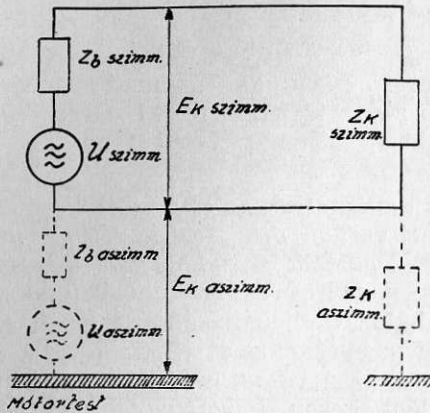 Zb szimm.
Ek szimm.
Zk
szimm.
U szimm.
Zb aszimm.
Ek aszimm.
Zk
aszimm.
U aszimm.
Motortest